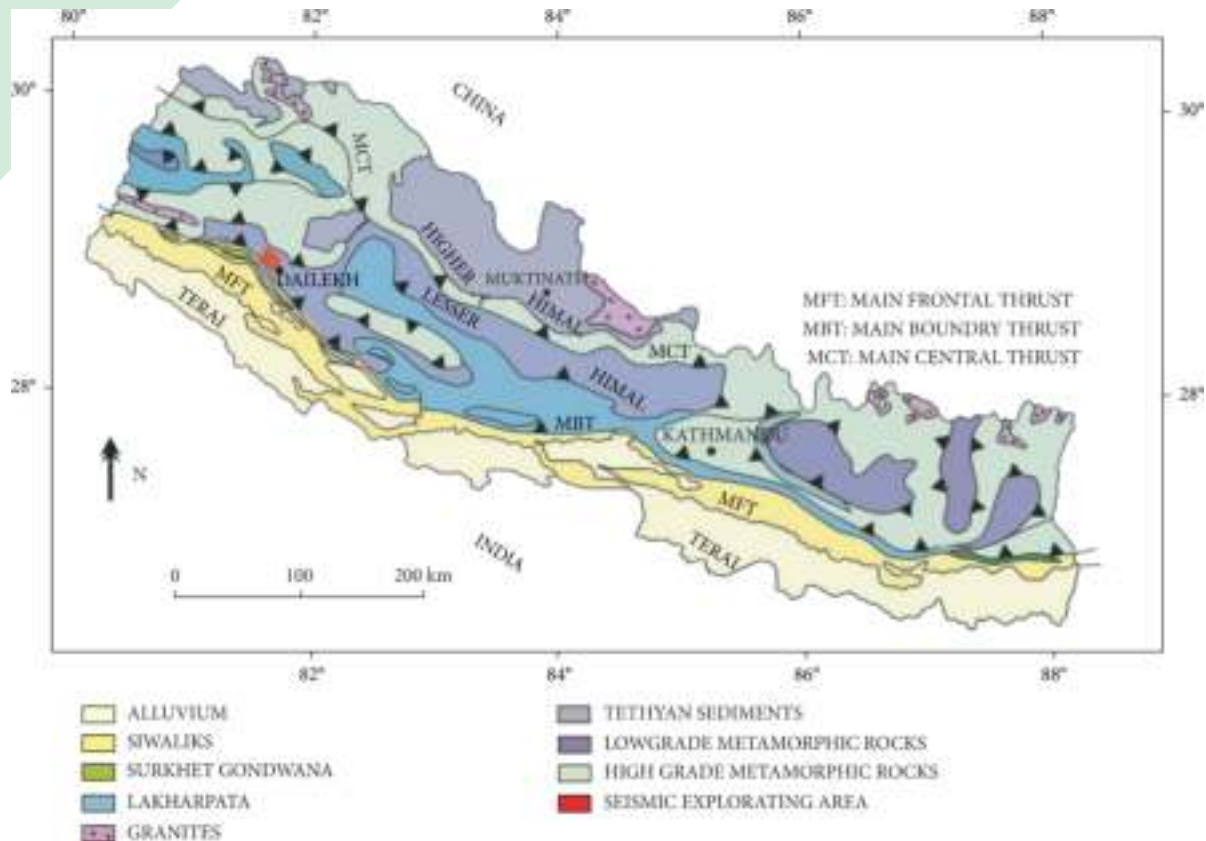 80°
82°
84°
86°
88°
30°
30°
CHINA
MCT
HIGHER
HIMAL
MUKTINATH
DAILEKH
MFT
TERAI
LESSER
HIMAL
MCT
MFT: MAIN FRONTAL THRUST
MBT: MAIN BOUNDRY THRUST
MCT: MAIN CENTRAL THRUST
28°
28°
MBT
KATHMANDU
N
MFT
TERAI
INDIA
0 100 200 km
82°
84°
86°
88°
ALLUVIUM
SIWALIKS
SURKHET GONDWANA
LAKHARPATA
GRANITES
TETHYAN SEDIMENTS
LOWGRADE METAMORPHIC ROCKS
HIGH GRADE METAMORPHIC ROCKS
SEISMIC EXPLORATING AREA